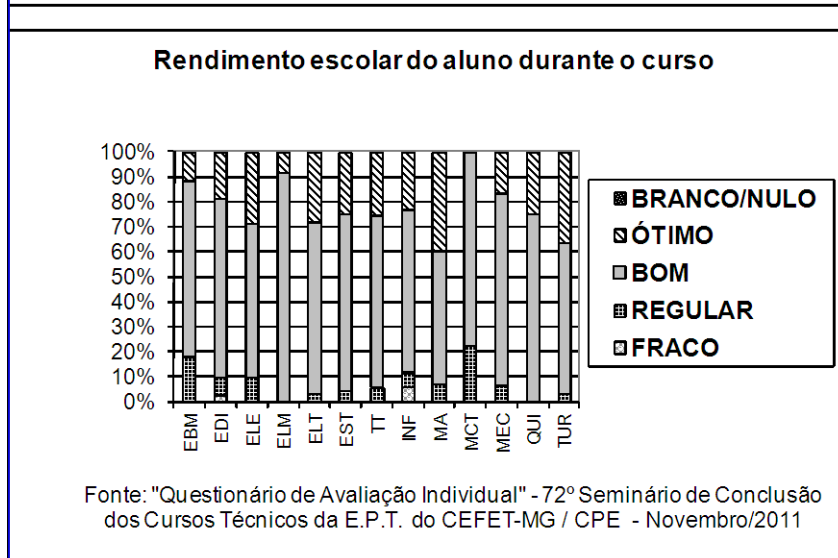 Rendimento escolar do aluno durante o curso
100%
90%
80%
70%
60%
50%
40%
30%
20%
10%
0%
EBM
EDI
ELE
ELM
ELT
EST
TT
INF
MA
MCT
MEC
QUI
TUR
BRANCO/NULO
ÓTIMO
BOM
REGULAR
FRACO
Fonte: "Questionário de Avaliação Individual" - 72º Seminário de Conclusão
dos Cursos Técnicos da E.P.T. do CEFET-MG / CPE - Novembro/2011